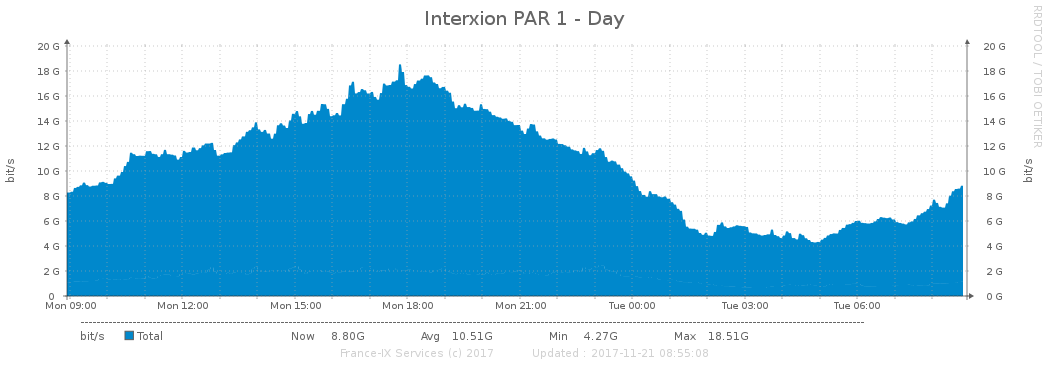 Interxion PAR 1 - Day
RRDTOOL / TOBI OETIKER
bit/s
20 G 20 G
18 G 18 G
16 G 16 G
14 G 14 G
12 G 12 G
10 G 10 G
8 G 8 G
6 G 6 G
4 G 4 G
2 G 2 G
0 0 G
bit/s
Mon 09:00 Mon 12:00 Mon 15:00 Mon 18:00 Mon 21:00 Tue 00:00 Tue 03:00 Tue 06:00
bit/s Total Now 8.80G Avg 10.51G Min 4.27G Max 18.51G
France-IX Services (c) 2017 Updated : 2017-11-21 08:55:08